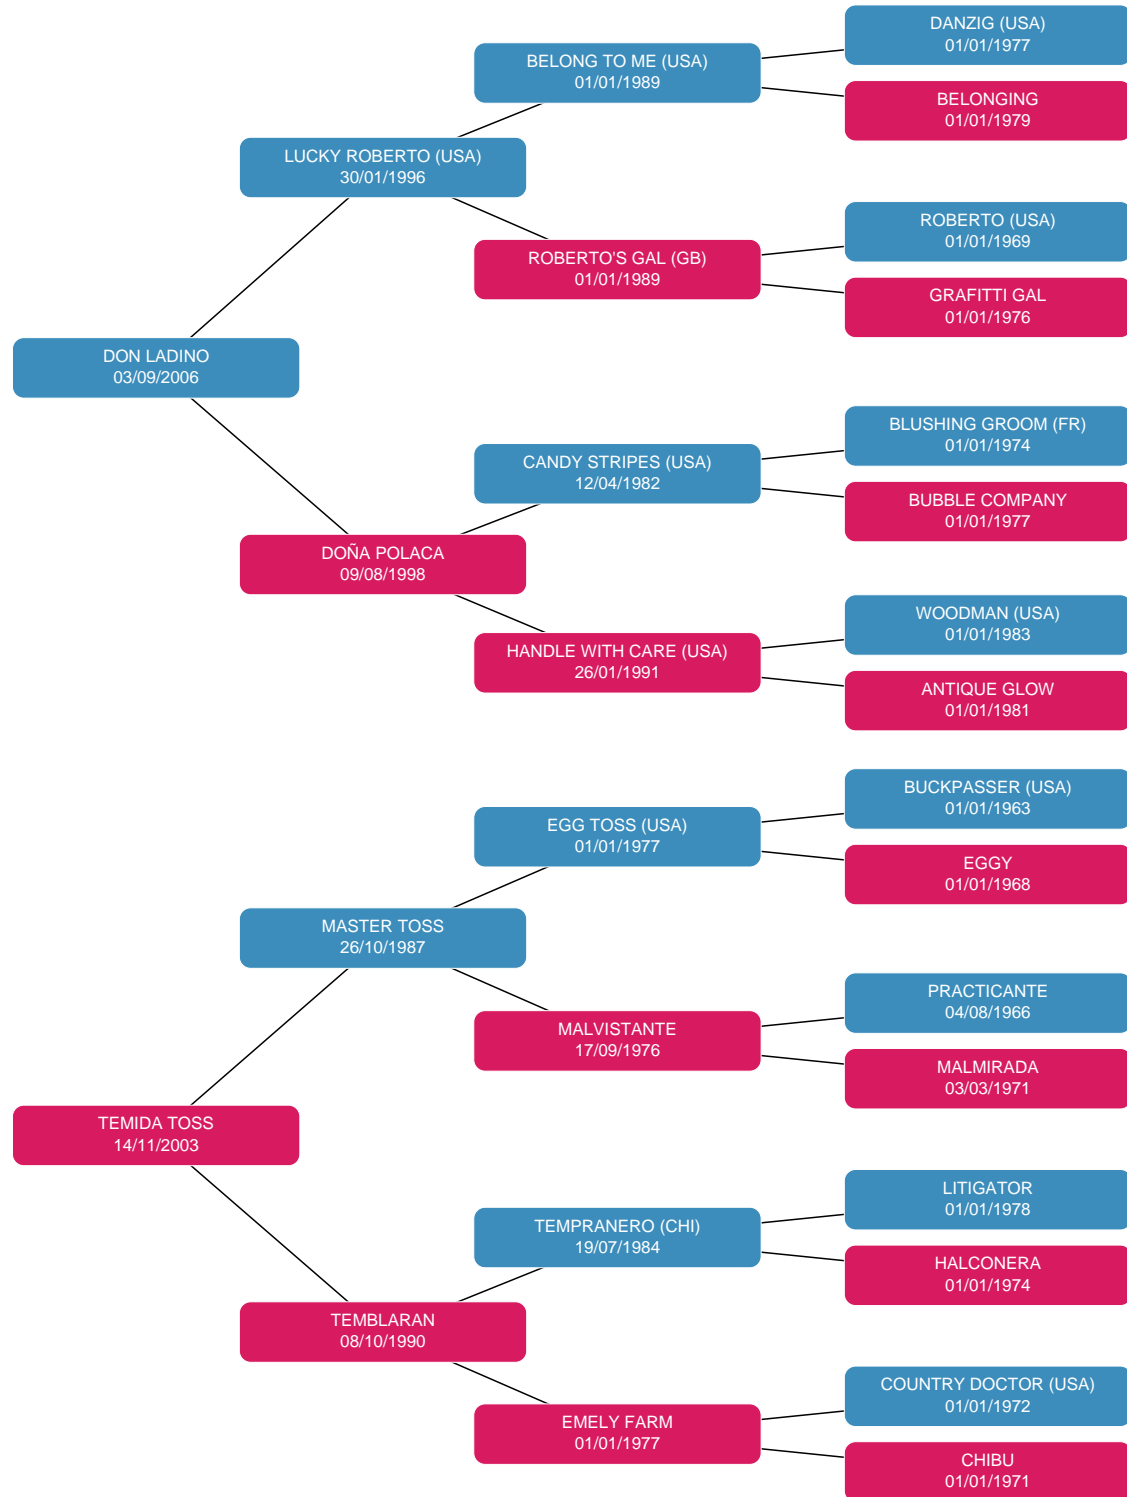 DANZIG (USA)
01/01/1977
BELONG TO ME (USA)
01/01/1989
BELONGING
01/01/1979
LUCKY ROBERTO (USA)
30/01/1996
ROBERTO (USA)
01/01/1969
ROBERTO'S GAL (GB)
01/01/1989
GRAFITTI GAL
01/01/1976
DON LADINO
03/09/2006
BLUSHING GROOM (FR)
01/01/1974
CANDY STRIPES (USA)
12/04/1982
BUBBLE COMPANY
01/01/1977
DOÑA POLACA
09/08/1998
WOODMAN (USA)
01/01/1983
HANDLE WITH CARE (USA)
26/01/1991
ANTIQUE GLOW
01/01/1981
BUCKPASSER (USA)
01/01/1963
EGG TOSS (USA)
01/01/1977
EGGY
01/01/1968
MASTER TOSS
26/10/1987
PRACTICANTE
04/08/1966
MALVISTANTE
17/09/1976
MALMIRADA
03/03/1971
TEMIDA TOSS
14/11/2003
LITIGATOR
01/01/1978
TEMPRANERO (CHI)
19/07/1984
HALCONERA
01/01/1974
TEMBLARAN
08/10/1990
COUNTRY DOCTOR (USA)
01/01/1972
EMELY FARM
01/01/1977
CHIBU
01/01/1971